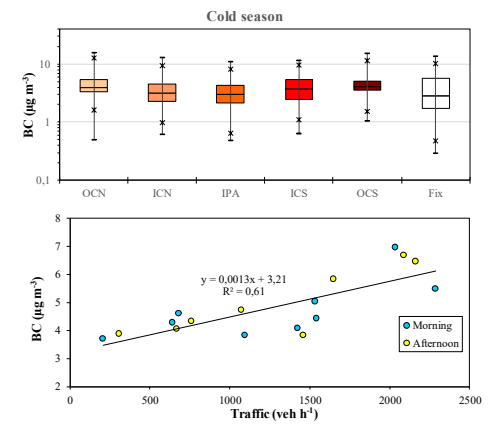 Cold season
BC (µg m⁻³)
10
1
0,1
OCN ICN IPA ICS OCS Fix
BC (µg m⁻³)
8
7
6
5
4
3
2
y = 0,0013x + 3,21
R² = 0,61
Morning
Afternoon
0 500 1000 1500 2000 2500
Traffic (veh h⁻¹)